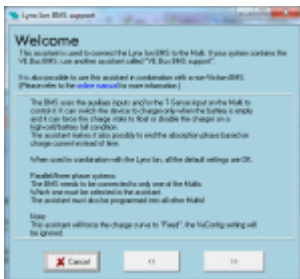 Lynx Ion BMS support
Welcome
This assistant is used to connect the Lynx Ion BMS to the Multi. If your system contains the
VE.Bus BMS, use another assistant called "VE.Bus BMS support".
It is also possible to use this assistant in combination with a non-Victron BMS.
(Please refer to the online manual for more information.)
The BMS uses the auxiliary inputs and/or the T-Sense input on the Multi to
control it. It can switch the device to charge-only when the battery is empty
and it can force the charge state to float or disable the charger on a
high-cell/battery full condition.
The assistant makes it also possibly to end the absorption phase based on
charge current instead of time.
When used in combination with the Lynx Ion, all the default settings are OK.
Parallel/three phase systems:
The BMS needs to be connected to only one of the Multis.
Which one must be selected in the assistant.
The assistant must also be programmed into all other Multis!
Note:
This assistant will force the charge curve to "Fixed", the VeConfig setting will
be ignored.
Cancel
<<
>>